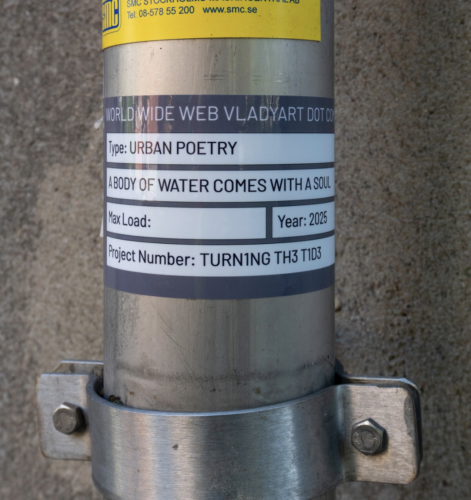 SMC
Tel: 08-578 55 200 www.smc.se
WORLD WIDE WEB VLADYART DOT CO
Type: URBAN POETRY
A BODY OF WATER COMES WITH A SOUL
Max Load:
Year: 2025
Project Number: TURN1NG TH3 T1D3